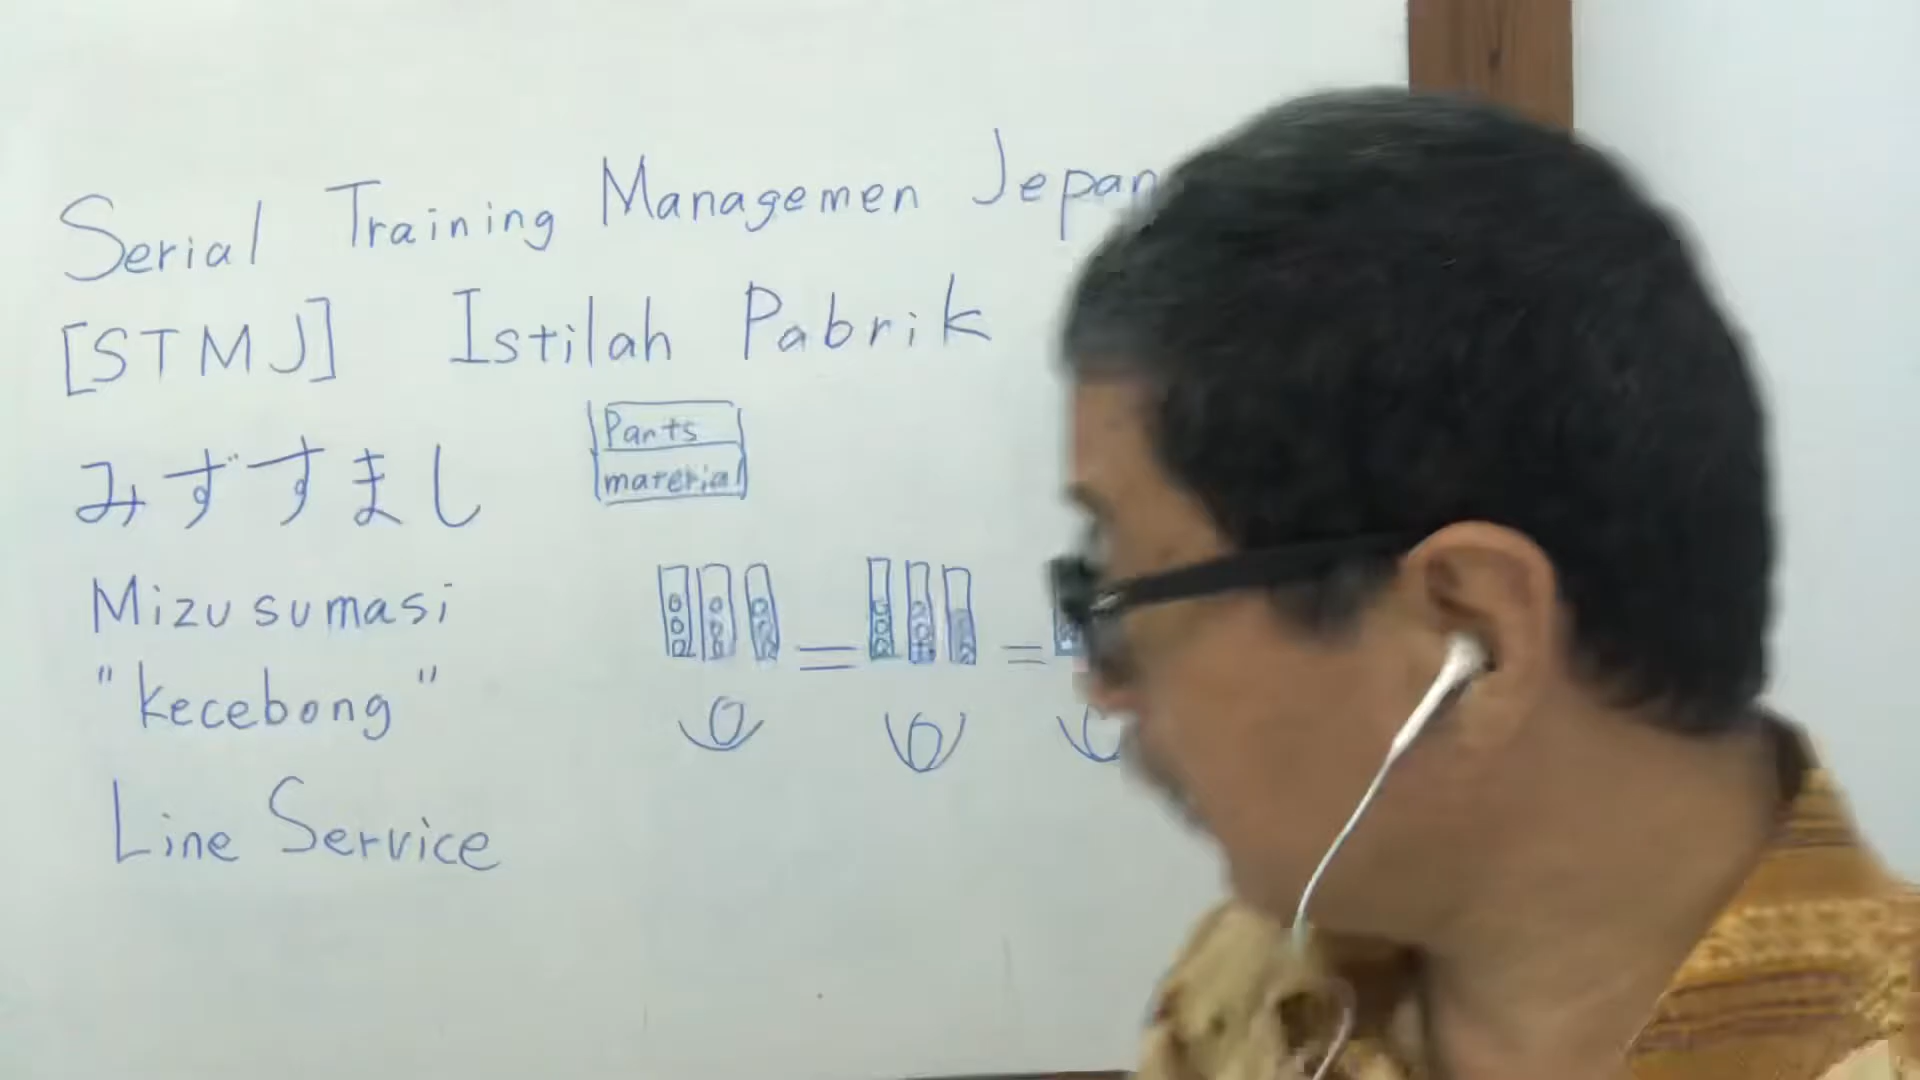 Serial Training Managemen Jepan
[STMJ] Istilah Pabrik
Parts
material
みずすまし
Mizusumasi
"kecebong"
Line Service